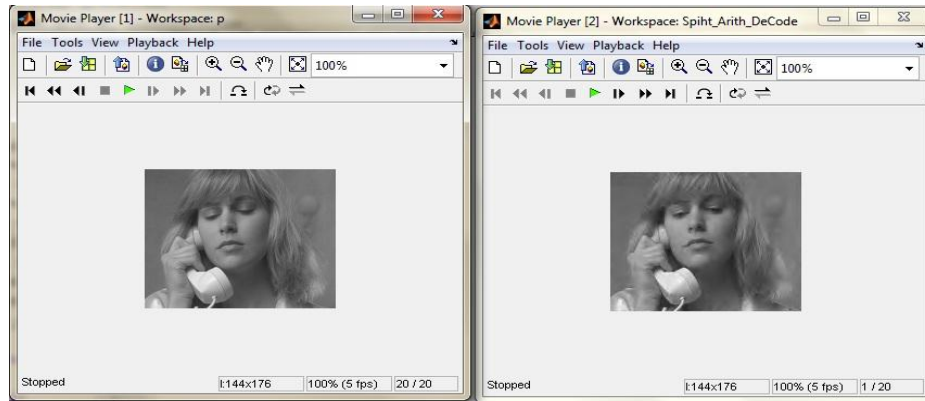 Movie Player [1] - Workspace: p
File Tools View Playback Help
100%
Stopped
I:144x176
100% (5 fps)
20 / 20
Movie Player [2] - Workspace: Spiht_Arith_DeCode
File Tools View Playback Help
100%
Stopped
I:144x176
100% (5 fps)
1 / 20